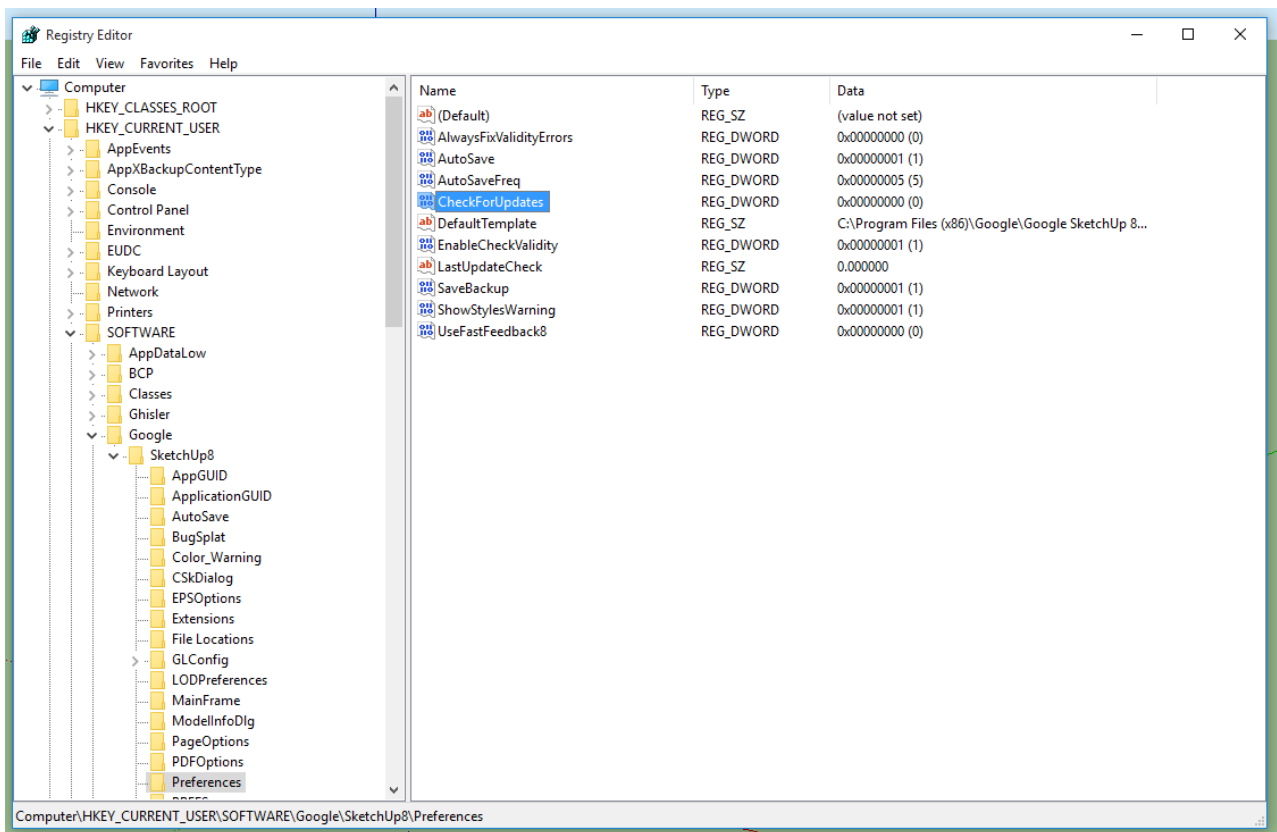 Registry Editor
File Edit View Favorites Help
Computer
HKEY_CLASSES_ROOT
HKEY_CURRENT_USER
AppEvents
AppXBackupContentType
Console
Control Panel
Environment
EUDC
Keyboard Layout
Network
Printers
SOFTWARE
AppDataLow
BCP
Classes
Ghisler
Google
SketchUp8
AppGUID
ApplicationGUID
AutoSave
BugSplat
Color_Warning
CSkDialog
EPSOptions
Extensions
File Locations
GLConfig
LODPreferences
MainFrame
ModelInfoDlg
PageOptions
PDFOptions
Preferences
Name Type Data
(Default) REG_SZ (value not set)
AlwaysFixValidityErrors REG_DWORD 0x00000000 (0)
AutoSave REG_DWORD 0x00000001 (1)
AutoSaveFreq REG_DWORD 0x00000005 (5)
CheckForUpdates REG_DWORD 0x00000000 (0)
DefaultTemplate REG_SZ C:\Program Files (x86)\Google\Google SketchUp 8...
EnableCheckValidity REG_DWORD 0x00000001 (1)
LastUpdateCheck REG_SZ 0.000000
SaveBackup REG_DWORD 0x00000001 (1)
ShowStylesWarning REG_DWORD 0x00000001 (1)
UseFastFeedback8 REG_DWORD 0x00000000 (0)
Computer\HKEY_CURRENT_USER\SOFTWARE\Google\SketchUp8\Preferences